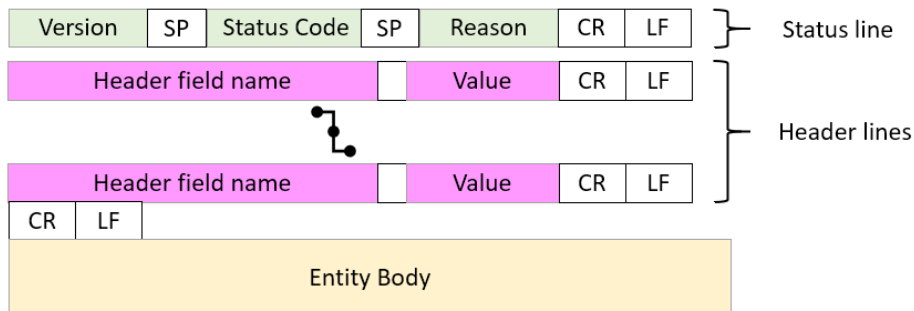 Version SP Status Code SP Reason CR LF Status line
Header field name Value CR LF
Header lines
Header field name Value CR LF
CR LF
Entity Body